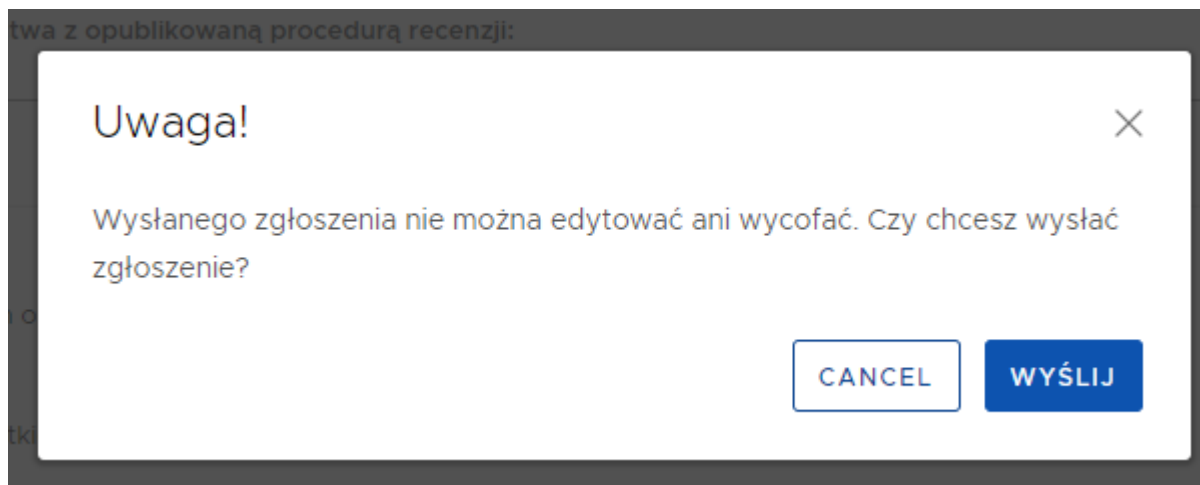 twa z opublikowaną procedurą recenzji:
Uwaga!
Wysłanego zgłoszenia nie można edytować ani wycofać. Czy chcesz wysłać
zgłoszenie?
CANCEL WYŚLIJ